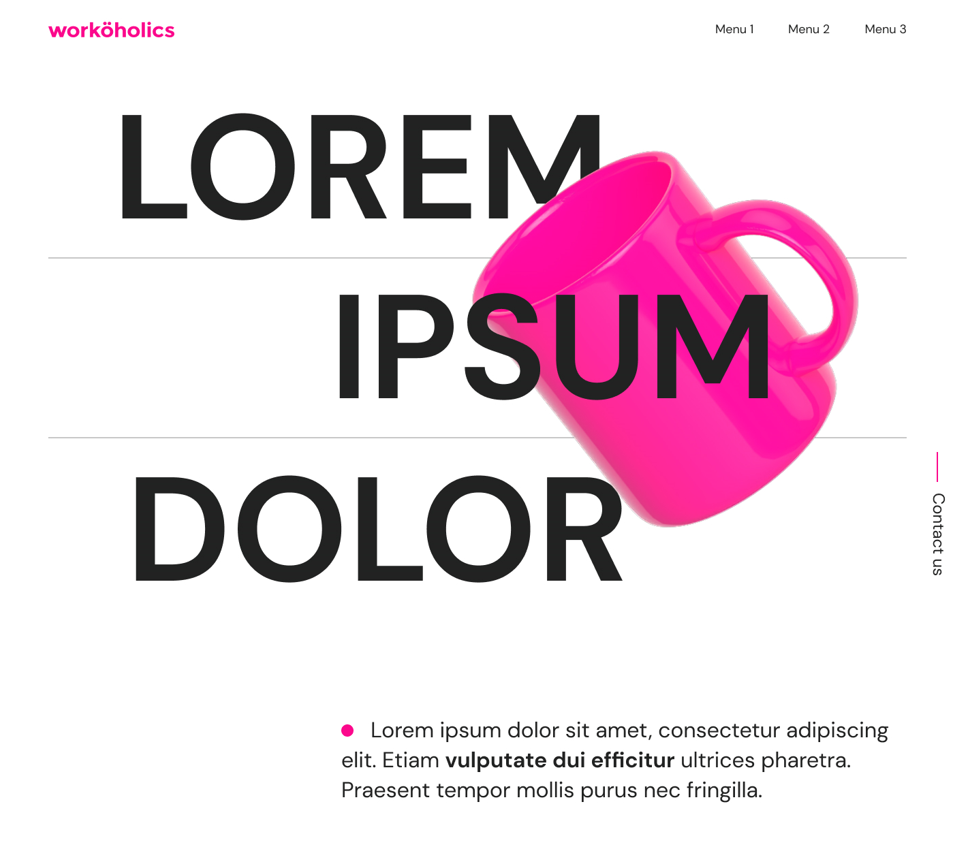 worköholics
Menu 1 Menu 2 Menu 3
LOREM
IPSUM
DOLOR
Contact us
Lorem ipsum dolor sit amet, consectetur adipiscing
elit. Etiam vulputate dui efficitur ultrices pharetra.
Praesent tempor mollis purus nec fringilla.